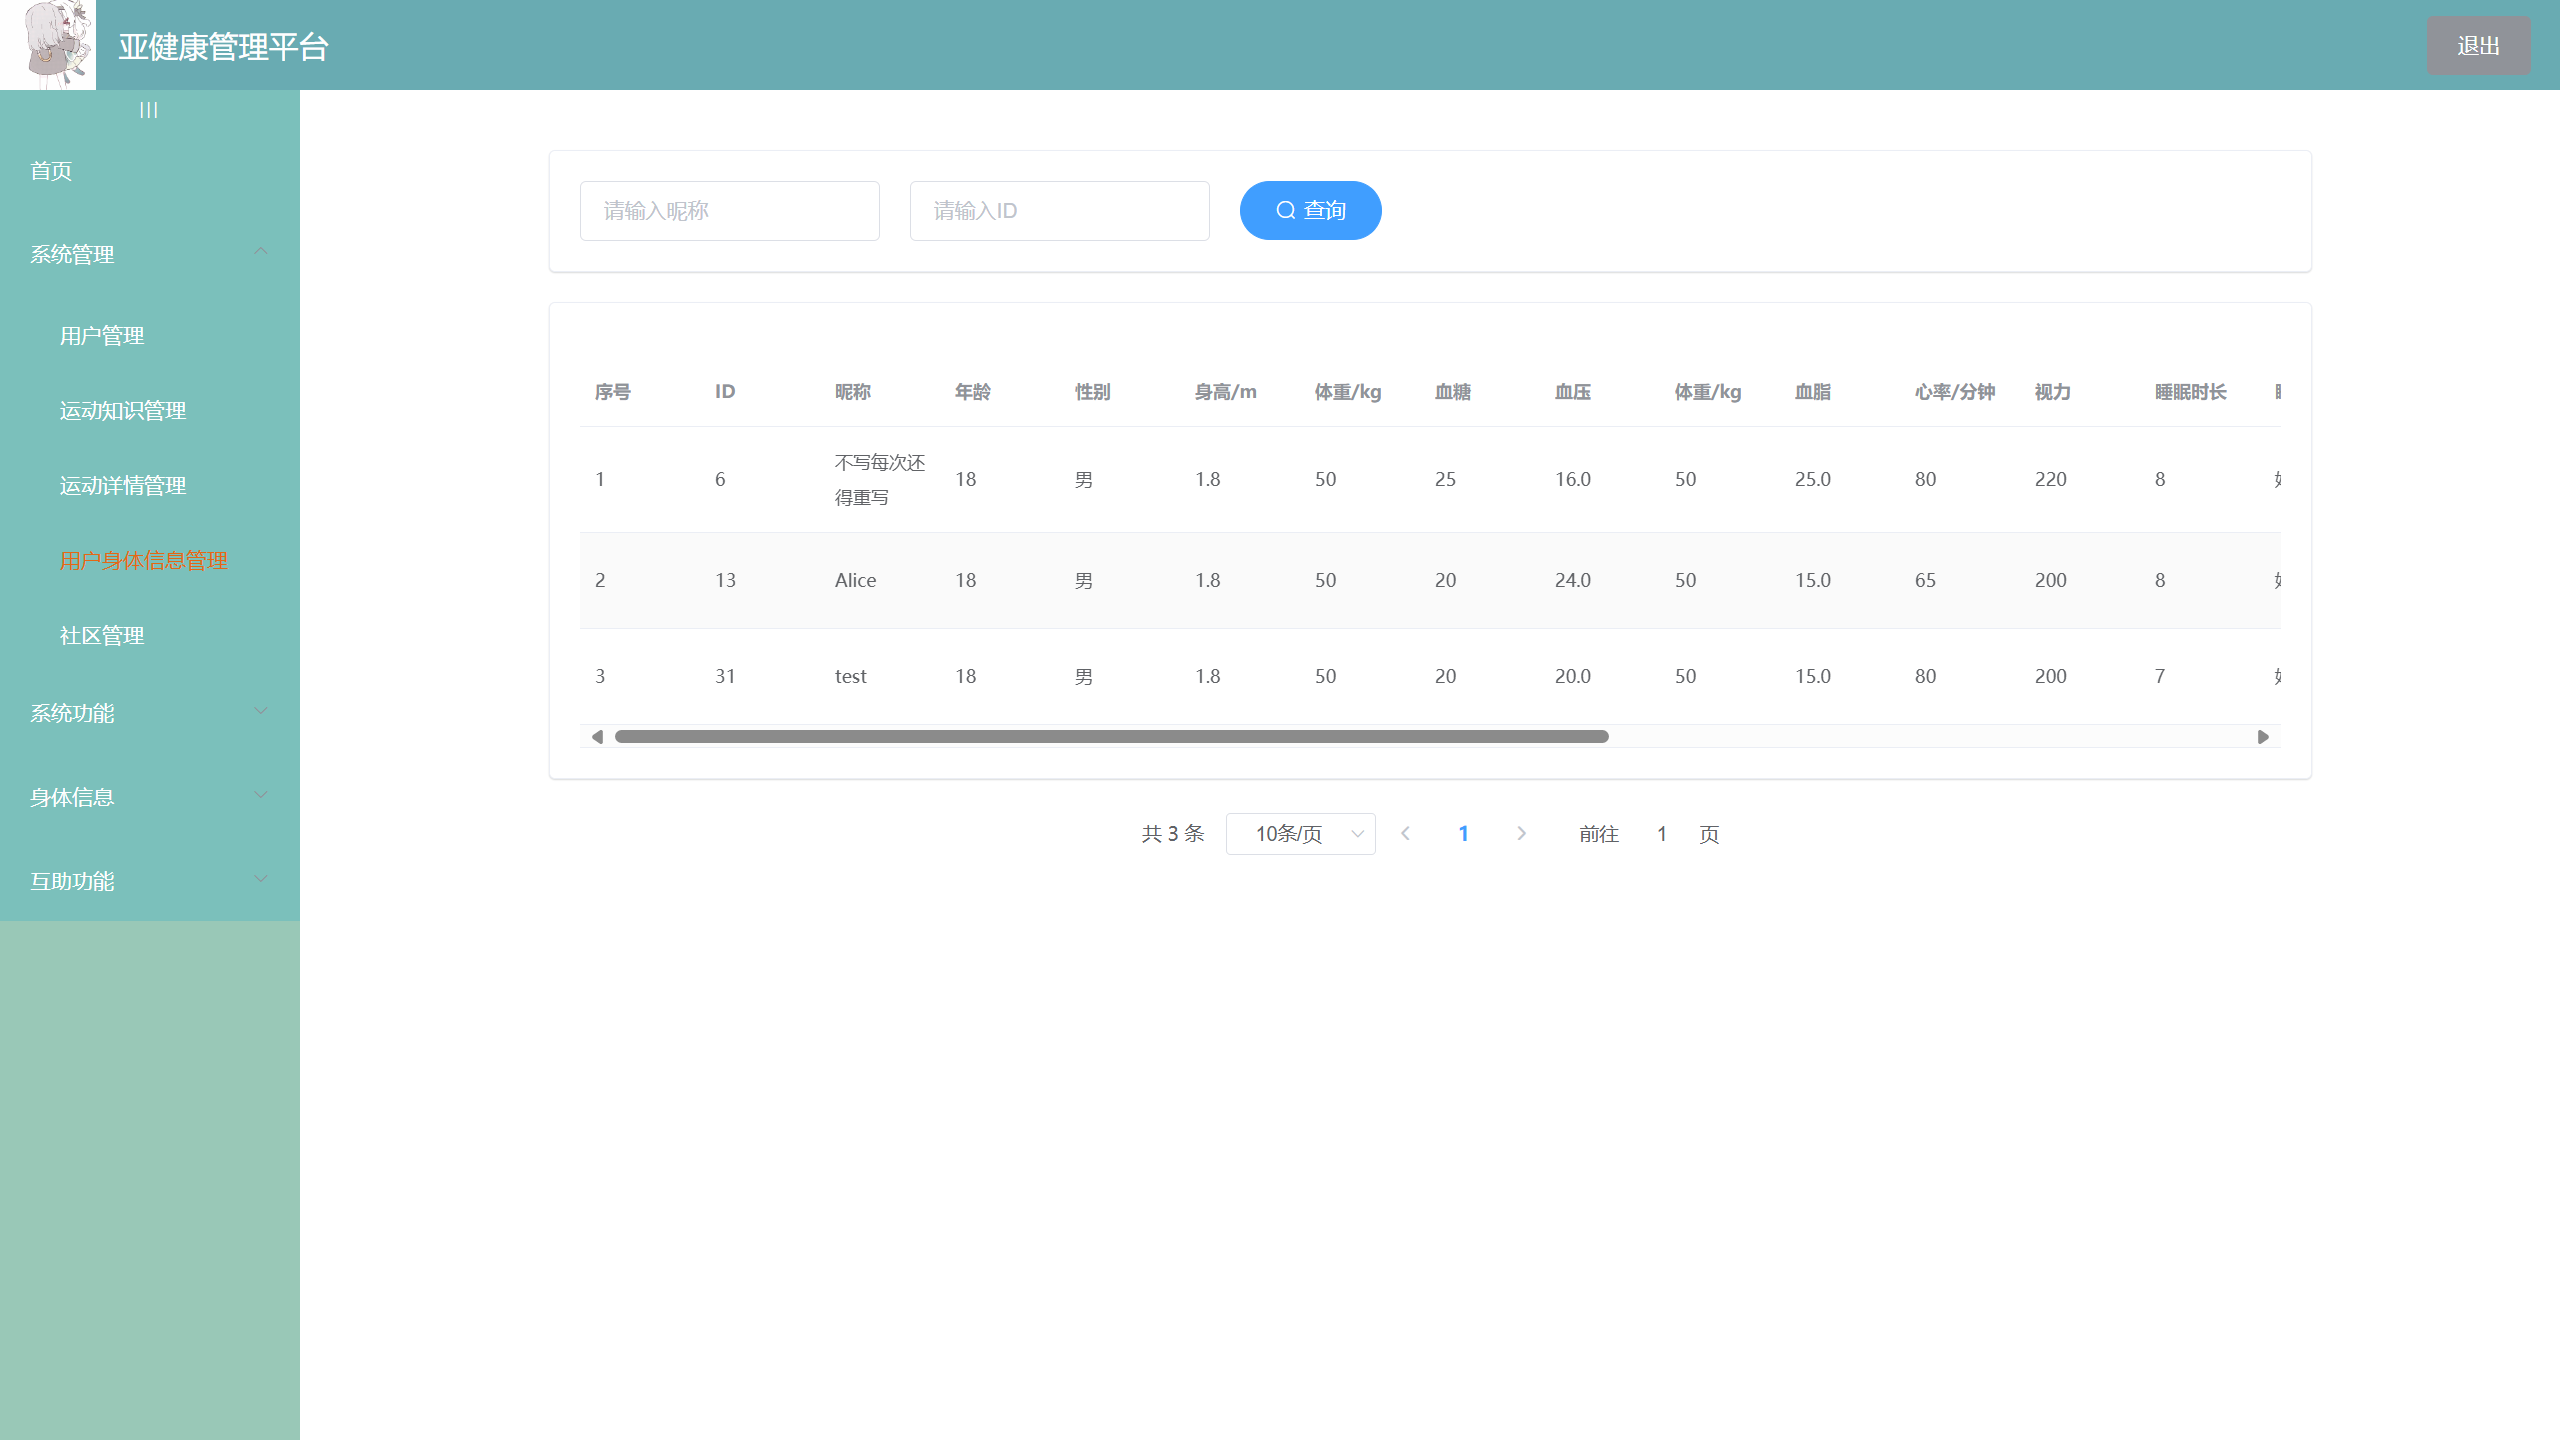 亚健康管理平台
退出
首页
系统管理
用户管理
运动知识管理
运动详情管理
用户身体信息管理
社区管理
系统功能
身体信息
互助功能
请输入昵称 请输入ID 查询
序号 ID 昵称 年龄 性别 身高/m 体重/kg 血糖 血压 体重/kg 血脂 心率/分钟 视力 睡眠时长
1 6 不写每次还得重写 18 男 1.8 50 25 16.0 50 25.0 80 220 8
2 13 Alice 18 男 1.8 50 20 24.0 50 15.0 65 200 8
3 31 test 18 男 1.8 50 20 20.0 50 15.0 80 200 7
共 3 条 10条/页 1 前往 1 页